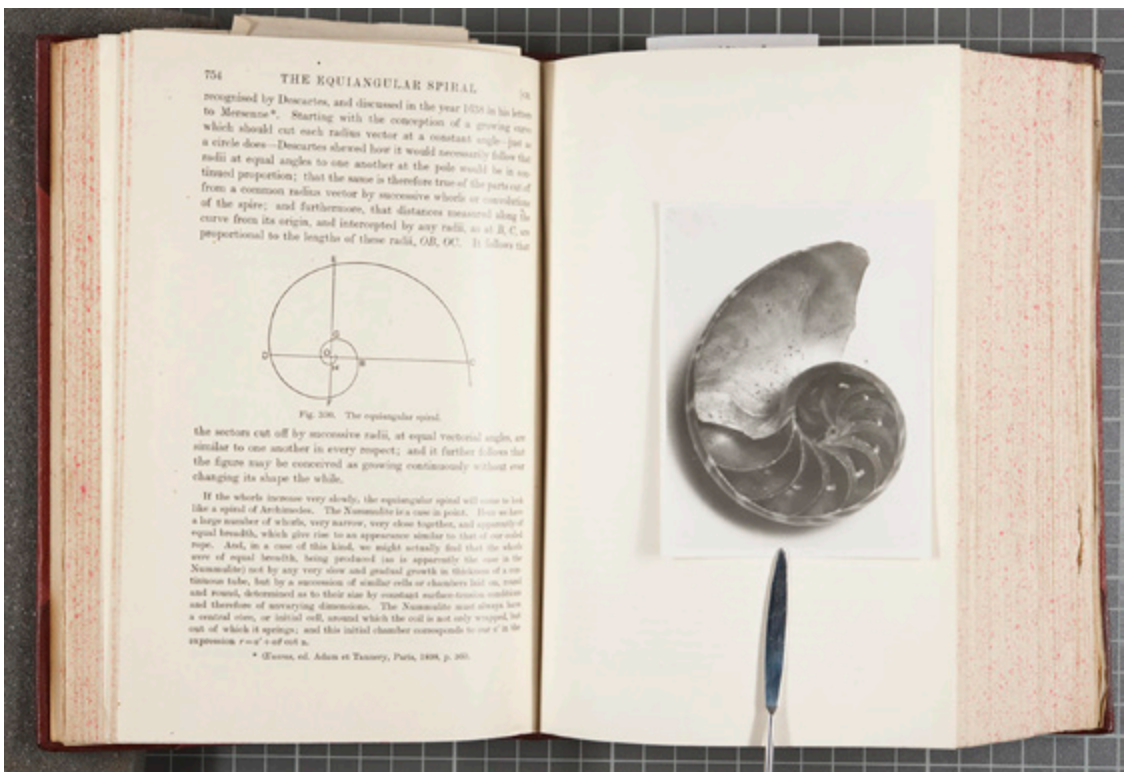 754 THE EQUIANGULAR SPIRAL [CH.
recognised by Descartes, and discussed in the year 1638 in his letters
to Mersenne*. Starting with the conception of a growing curve
which should cut each radius vector at a constant angle—just as
a circle does—Descartes shewed how it would necessarily follow that
radii at equal angles to one another at the pole would be in con-
tinued proportion; that the same is therefore true of the parts cut off
from a common radius vector by successive whorls or convolutions
of the spire; and furthermore, that distances measured along the
curve from its origin, and intercepted by any radii, as at B, C, are
proportional to the lengths of these radii, OB, OC. It follows that
O
B
C
D
Fig. 350. The equiangular spiral.
the sectors cut off by successive radii, at equal vectorial angles, are
similar to one another in every respect; and it further follows that
the figure may be conceived as growing continuously without ever
changing its shape the while.
If the whorls increase very slowly, the equiangular spiral will come to look
like a spiral of Archimedes. The Nummulite is a case in point. Here we have
a large number of whorls, very narrow, very close together, and apparently of
equal breadth, which give rise to an appearance similar to that of our coiled
rope. And, in a case of this kind, we might actually find that the whorls
were of equal breadth, being produced (as is apparently the case in the
Nummulite) not by any very slow and gradual growth in thickness of a con-
tinuous tube, but by a succession of similar cells or chambers laid on, round
and round, determined as to their size by constant surface-tension conditions
and therefore of unvarying dimensions. The Nummulite must always have
a central core, or initial cell, around which the coil is not only wrapped, but
out of which it springs; and this initial chamber corresponds to our a' in the
expression r = a' + aθ cot α.
* Œuvres, ed. Adam et Tannery, Paris, 1898, p. 360.